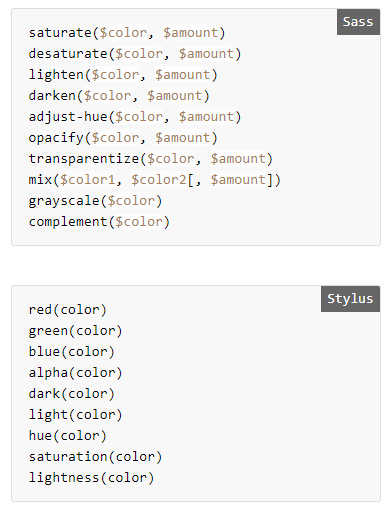 Sass
saturate($color, $amount)
desaturate($color, $amount)
lighten($color, $amount)
darken($color, $amount)
adjust-hue($color, $amount)
opacify($color, $amount)
transparentize($color, $amount)
mix($color1, $color2[, $amount])
grayscale($color)
complement($color)
Stylus
red(color)
green(color)
blue(color)
alpha(color)
dark(color)
light(color)
hue(color)
saturation(color)
lightness(color)